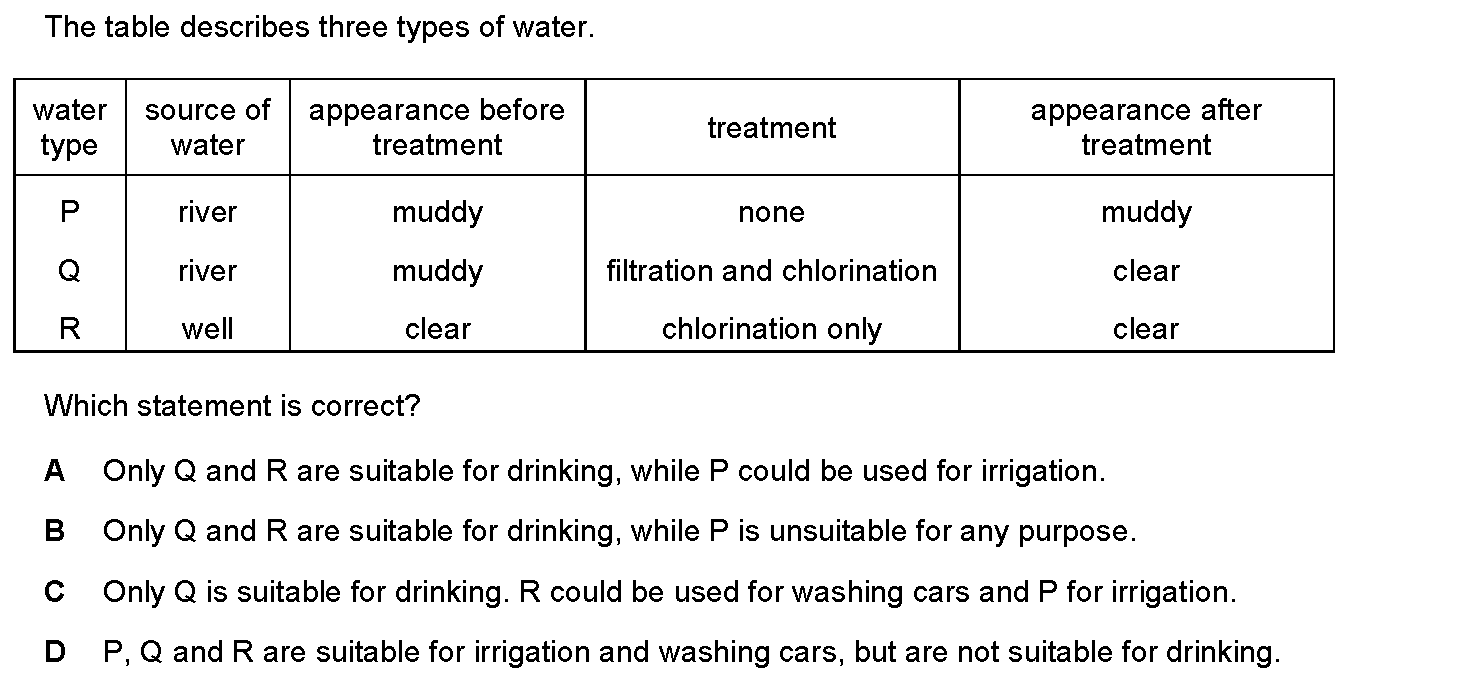 The table describes three types of water.
water type | source of water | appearance before treatment | treatment | appearance after treatment
P | river | muddy | none | muddy
Q | river | muddy | filtration and chlorination | clear
R | well | clear | chlorination only | clear
Which statement is correct?
A Only Q and R are suitable for drinking, while P could be used for irrigation.
B Only Q and R are suitable for drinking, while P is unsuitable for any purpose.
C Only Q is suitable for drinking. R could be used for washing cars and P for irrigation.
D P, Q and R are suitable for irrigation and washing cars, but are not suitable for drinking.